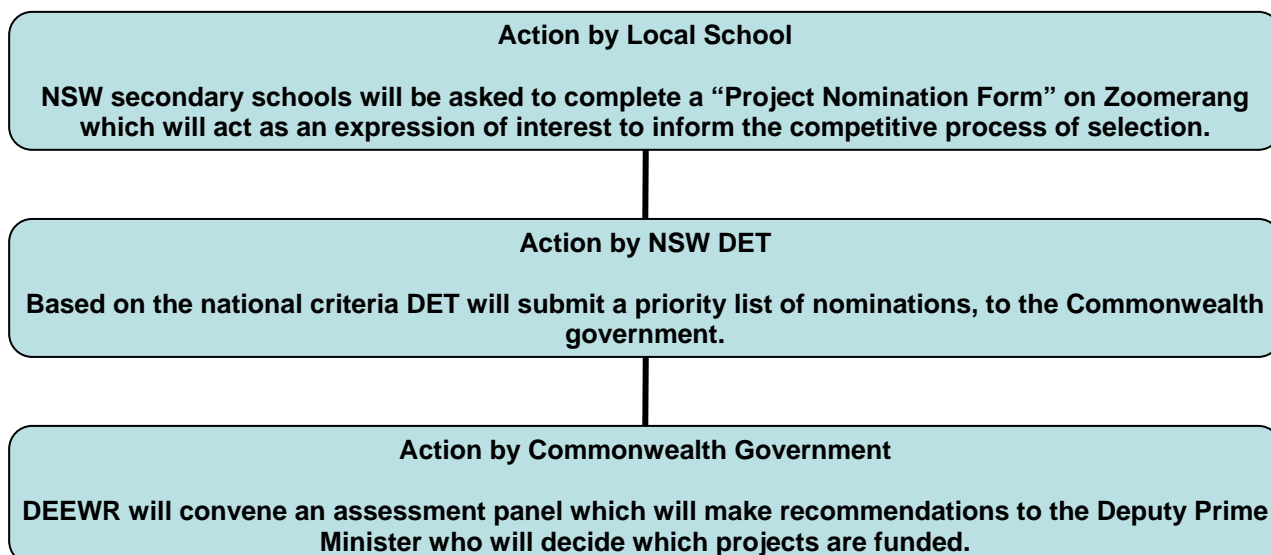 Action by Local School
NSW secondary schools will be asked to complete a “Project Nomination Form” on Zoomerang
which will act as an expression of interest to inform the competitive process of selection.
Action by NSW DET
Based on the national criteria DET will submit a priority list of nominations, to the Commonwealth
government.
Action by Commonwealth Government
DEEWR will convene an assessment panel which will make recommendations to the Deputy Prime
Minister who will decide which projects are funded.